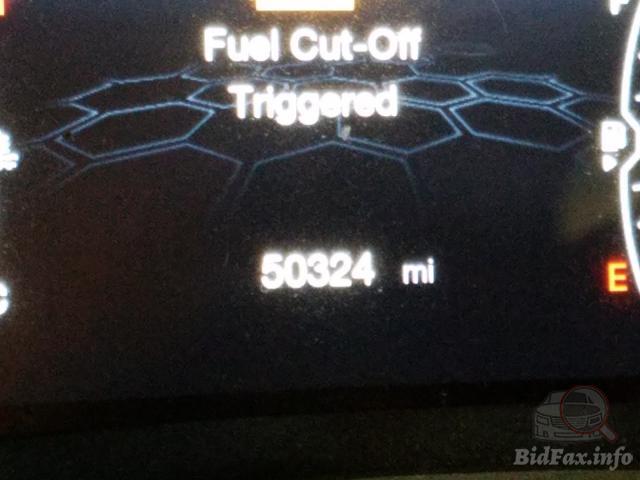 Fuel Cut-Off
Triggered
50324 mi
E
BidFax.info